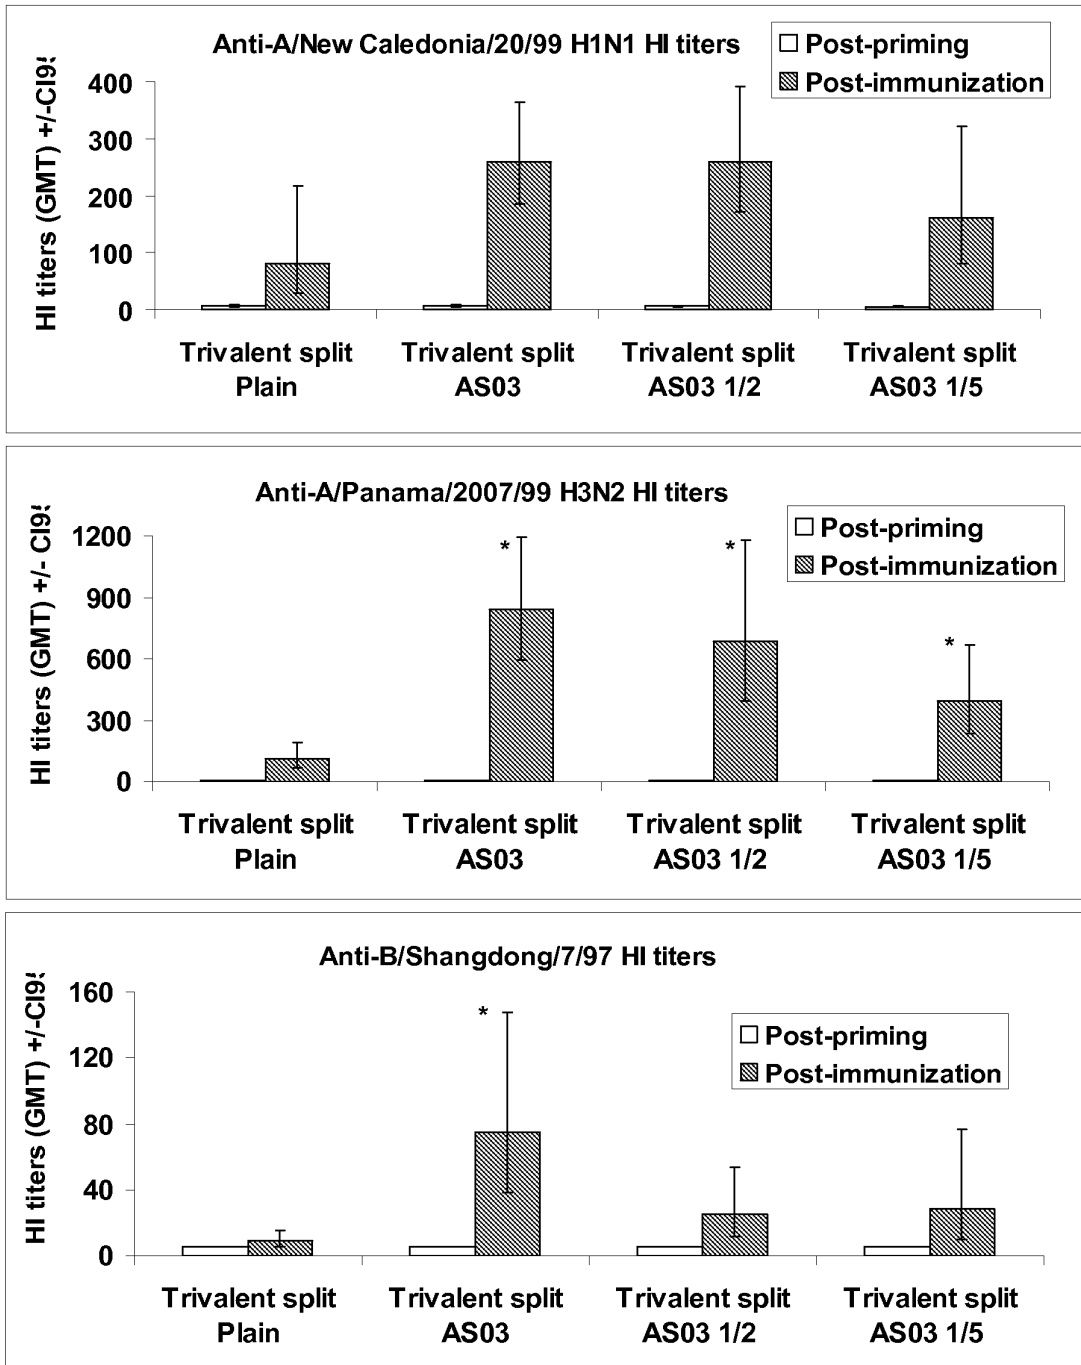 Anti-A/New Caledonia/20/99 H1N1 HI titers
Post-priming
Post-immunization
HI titers (GMT) +/-CI9
400
300
200
100
0
Trivalent split
Plain
Trivalent split
AS03
Trivalent split
AS03 1/2
Trivalent split
AS03 1/5
Anti-A/Panama/2007/99 H3N2 HI titers
Post-priming
Post-immunization
HI titers (GMT) +/- CI9
1200
900
600
300
0
*
*
*
Trivalent split
Plain
Trivalent split
AS03
Trivalent split
AS03 1/2
Trivalent split
AS03 1/5
Anti-B/Shangdong/7/97 HI titers
Post-priming
Post-immunization
HI titers (GMT) +/-CI9
160
120
80
40
0
*
Trivalent split
Plain
Trivalent split
AS03
Trivalent split
AS03 1/2
Trivalent split
AS03 1/5